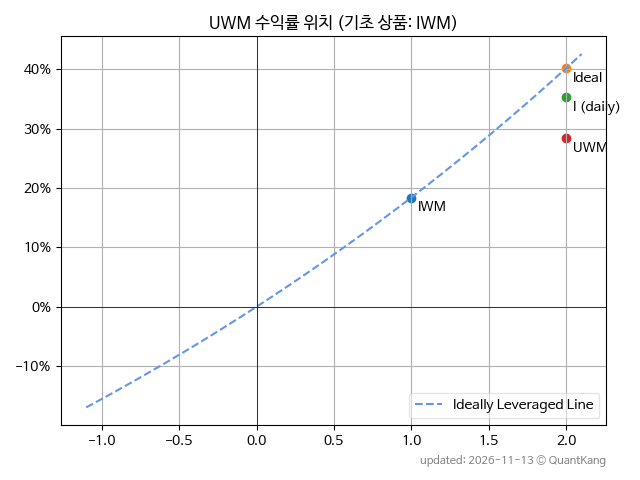 UWM 수익률 위치 (기초 상품: IWM)
40%
30%
20%
10%
0%
−10%
Ideal
I (daily)
UWM
IWM
Ideally Leveraged Line
−1.0 −0.5 0.0 0.5 1.0 1.5 2.0
updated: 2026-11-13 © QuantKang